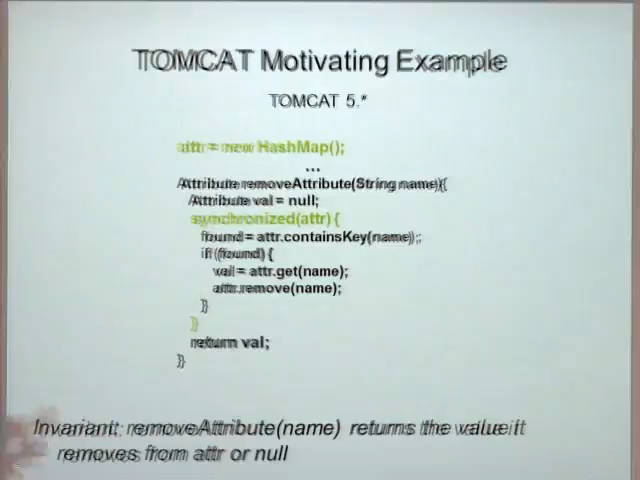 TOMCAT Motivating Example
TOMCAT 5.*
attr = new HashMap();
...
Attribute removeAttribute(String name){
Attribute val = null;
synchronized(attr) {
found = attr.containsKey(name);
if (found) {
val = attr.get(name);
attr.remove(name);
}
}
return val;
}
Invariant: removeAttribute(name) returns the value it
removes from attr or null